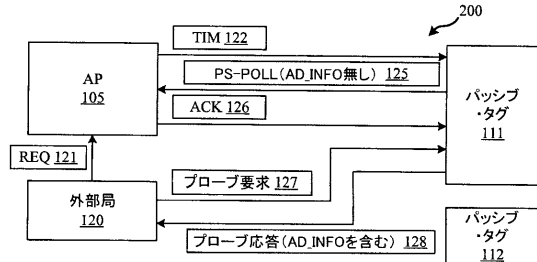 200
TIM 122
PS-POLL(AD_INFO無し) 125
AP
105
ACK 126
パッシブ
・タグ
111
REQ 121
プローブ要求 127
外部局
120
プローブ応答(AD_INFOを含む) 128
パッシブ
・タグ
112